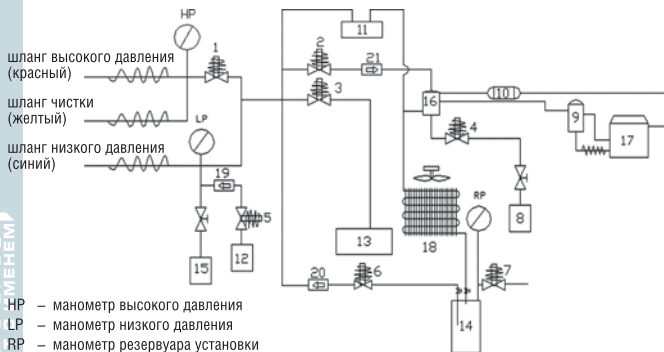 HP
шланг высокого давления
(красный)
1
2
21
11
3
шланг чистки
(желтый)
LP
16
10
9
17
4
шланг низкого давления
(синий)
19
5
15
12
13
18
RP
8
20
6
7
14
HP – манометр высокого давления
LP – манометр низкого давления
RP – манометр резервуара установки